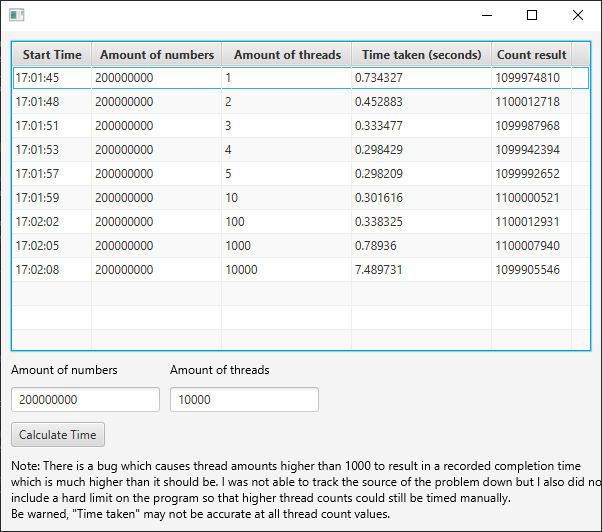 Start Time Amount of numbers Amount of threads Time taken (seconds) Count result
17:01:45 200000000 1 0.734327 1099974810
17:01:48 200000000 2 0.452883 1100012718
17:01:51 200000000 3 0.333477 1099987968
17:01:53 200000000 4 0.298429 1099942394
17:01:57 200000000 5 0.298209 1099992652
17:01:59 200000000 10 0.301616 1100000521
17:02:02 200000000 100 0.338325 1100012931
17:02:05 200000000 1000 0.78936 1100007940
17:02:08 200000000 10000 7.489731 1099905546
Amount of numbers Amount of threads
200000000 10000
Calculate Time
Note: There is a bug which causes thread amounts higher than 1000 to result in a recorded completion time
which is much higher than it should be. I was not able to track the source of the problem down but I also did no
include a hard limit on the program so that higher thread counts could still be timed manually.
Be warned, "Time taken" may not be accurate at all thread count values.